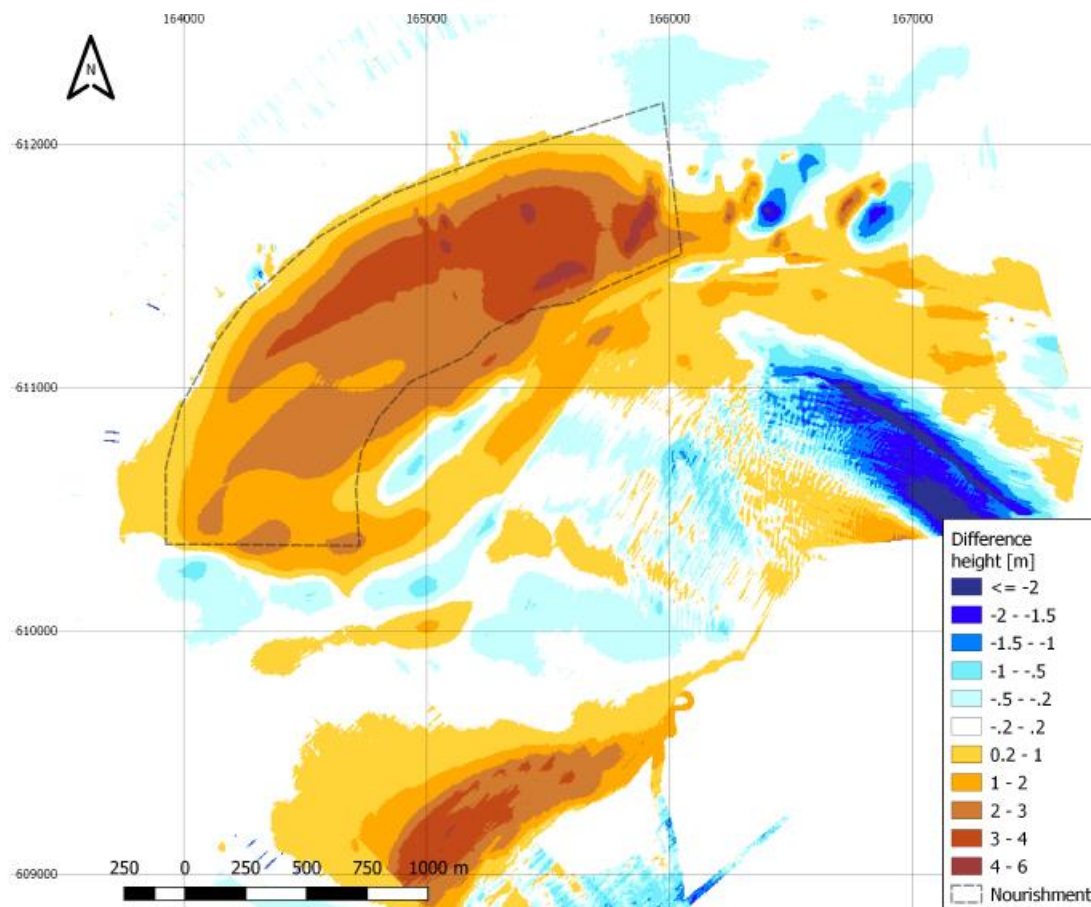 164000 165000 166000 167000
N
612000
611000
610000
609000
250 0 250 500 750 1000 m
Difference
height [m]
<= -2
-2 - -1.5
-1.5 - -1
-1 - -.5
-.5 - -.2
-.2 - .2
0.2 - 1
1 - 2
2 - 3
3 - 4
4 - 6
Nourishment